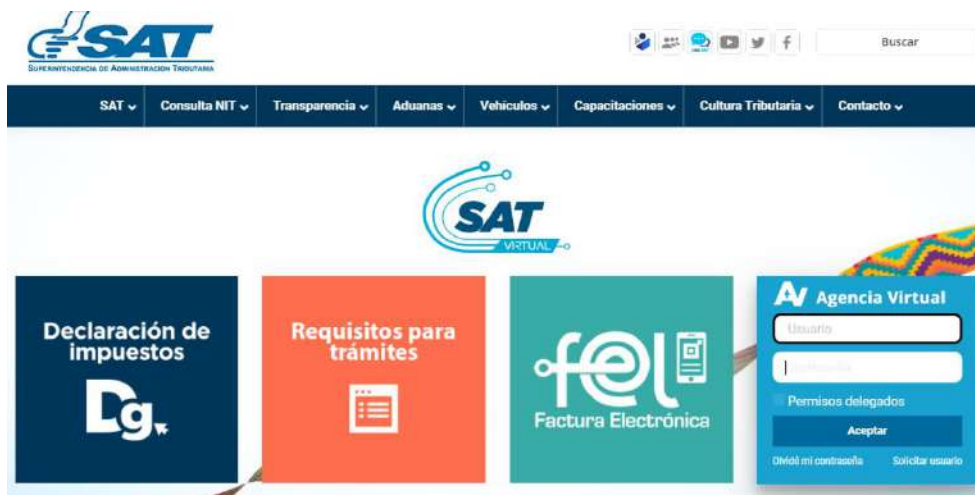 SAT
SUPERINTENDENCIA DE ADMINISTRACIÓN TRIBUTARIA
Buscar
SAT
Consulta NIT
Transparencia
Aduanas
Vehículos
Capacitaciones
Cultura Tributaria
Contacto
SAT
VIRTUAL
Declaración de
impuestos
Dg
Requisitos para
trámites
fel
Factura Electrónica
AV Agencia Virtual
Usuario
Permisos delegados
Aceptar
Olvidé mi contraseña
Solicitar usuario